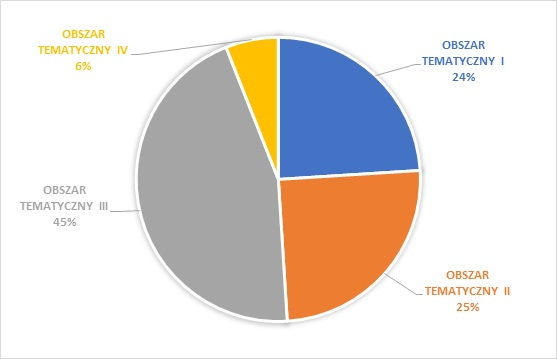 OBSZAR
TEMATYCZNY IV
6%
OBSZAR
TEMATYCZNY I
24%
OBSZAR
TEMATYCZNY III
45%
OBSZAR
TEMATYCZNY II
25%